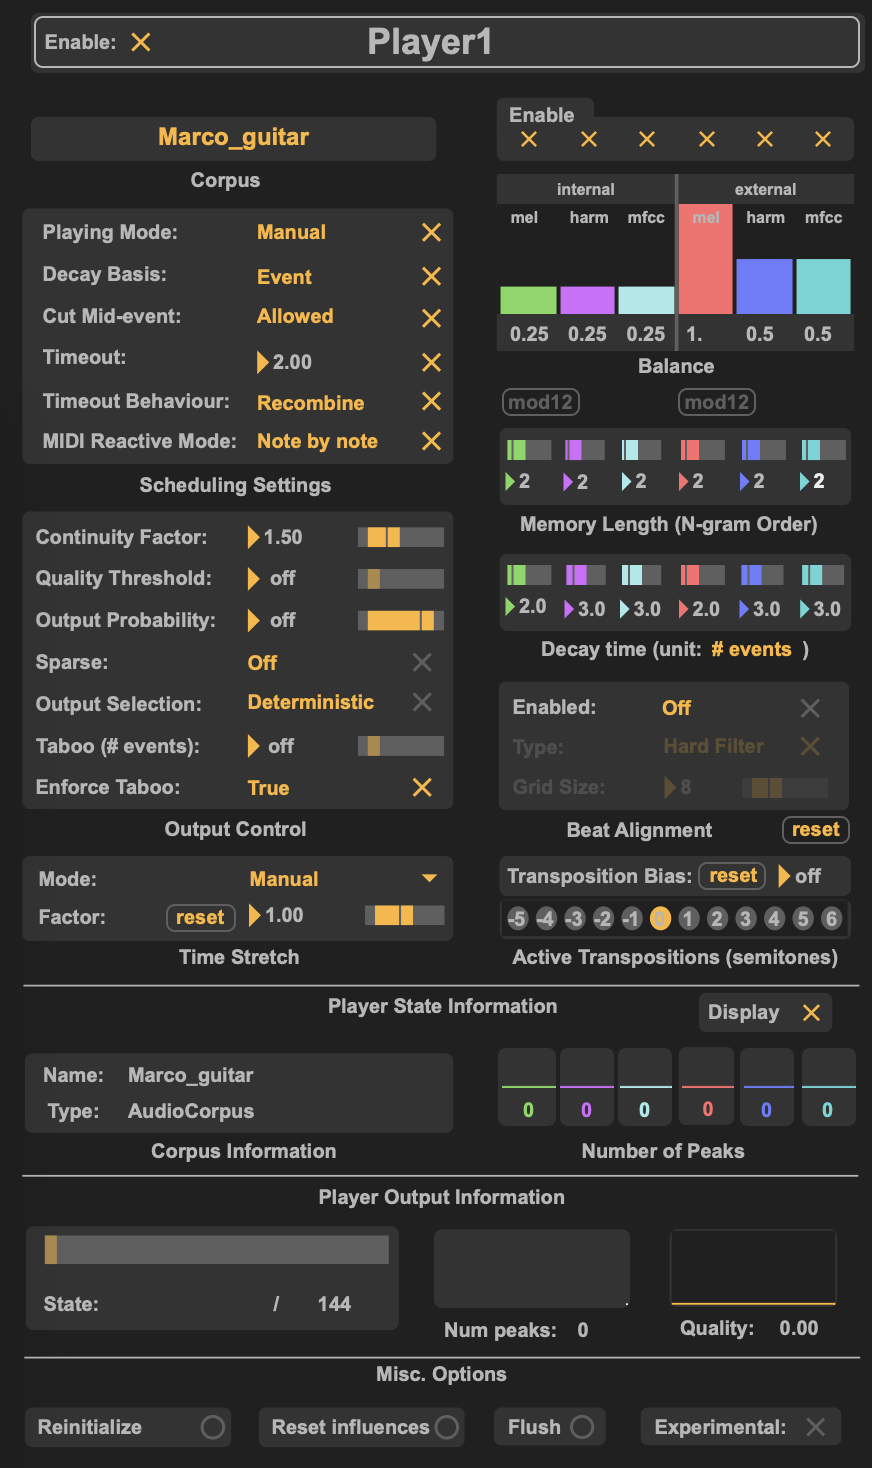 Enable:
Player1
Marco_guitar
Corpus
Playing Mode: Manual
Decay Basis: Event
Cut Mid-event: Allowed
Timeout: 2.00
Timeout Behaviour: Recombine
MIDI Reactive Mode: Note by note
Scheduling Settings
Continuity Factor: 1.50
Quality Threshold: off
Output Probability: off
Sparse: Off
Output Selection: Deterministic
Taboo (# events): off
Enforce Taboo: True
Output Control
Mode: Manual
Factor: reset 1.00
Time Stretch
Enable
internal external
mel harm mfcc mel harm mfcc
0.25 0.25 0.25 1. 0.5 0.5
Balance
mod12 mod12
2 2 2 2 2 2
Memory Length (N-gram Order)
2.0 3.0 3.0 2.0 3.0 3.0
Decay time (unit: # events )
Enabled: Off
Type: Hard Filter
Grid Size: 8
Beat Alignment reset
Transposition Bias: reset off
-5 -4 -3 -2 -1 0 1 2 3 4 5 6
Active Transpositions (semitones)
Player State Information
Display
Name: Marco_guitar
Type: AudioCorpus
Corpus Information
0 0 0 0 0 0
Number of Peaks
Player Output Information
State: / 144
Num peaks: 0
Quality: 0.00
Misc. Options
Reinitialize Reset influences Flush Experimental: